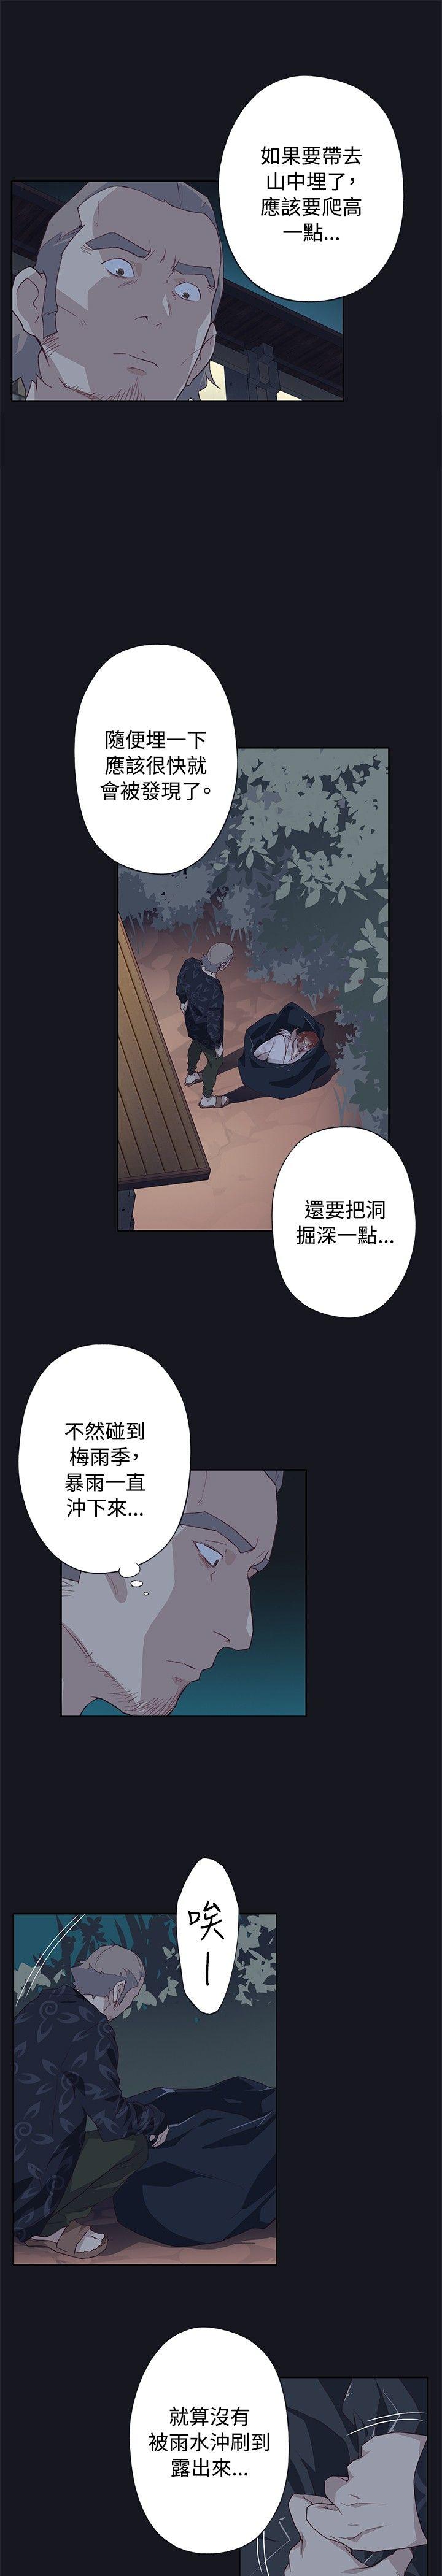 如果要帶去
山中埋了，
應該要爬高
一點...
隨便埋一下
應該很快就
會被發現了。
還要把洞
掘深一點...
不然碰到
梅雨季，
暴雨一直
沖下來...
唉ー
就算沒有
被雨水沖刷到
露出來...